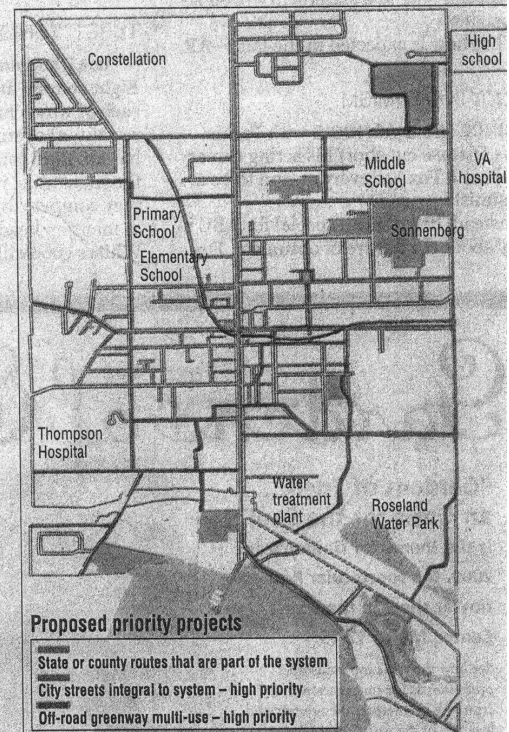 Constellation
High
school
Middle
School
VA
hospital
Primary
School
Sonnenberg
Elementary
School
Thompson
Hospital
Water
treatment
plant
Roseland
Water Park
Proposed priority projects
State or county routes that are part of the system
City streets integral to system – high priority
Off-road greenway multi-use – high priority